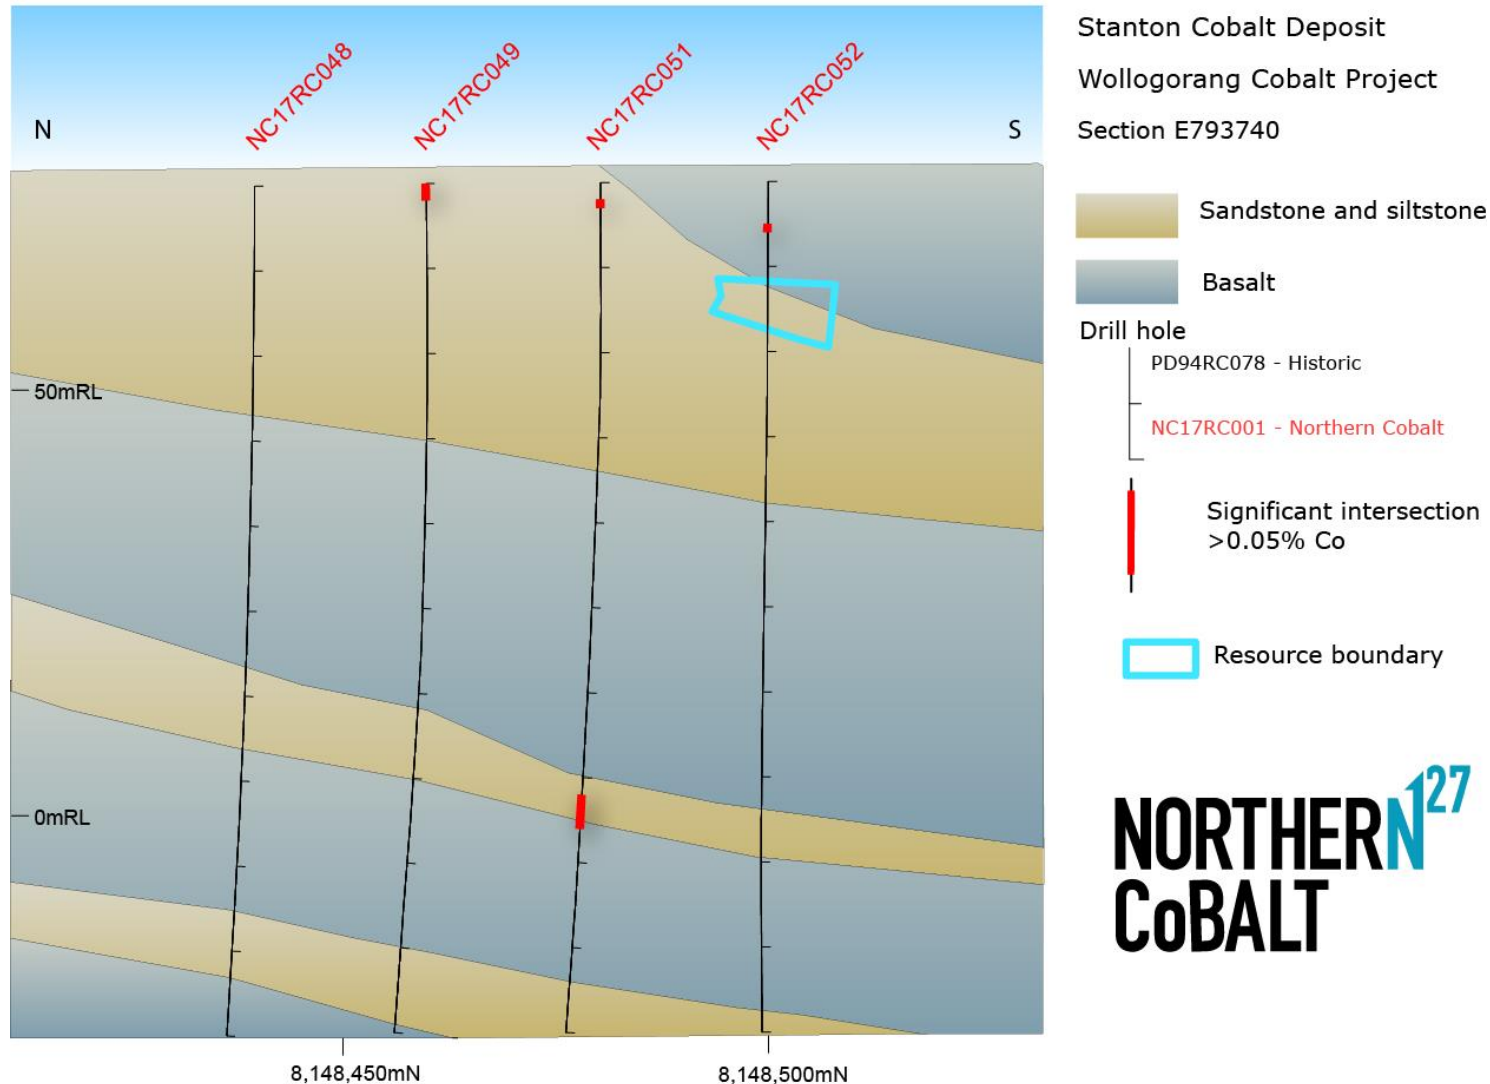 NC17RC048
NC17RC049
NC17RC051
NC17RC052
N
S
50mRL
0mRL
8,148,450mN
8,148,500mN
Stanton Cobalt Deposit
Wollogorang Cobalt Project
Section E793740
Sandstone and siltstone
Basalt
Drill hole
PD94RC078 - Historic
NC17RC001 - Northern Cobalt
Significant intersection
>0.05% Co
Resource boundary
NORTHERN 27
CoBALT